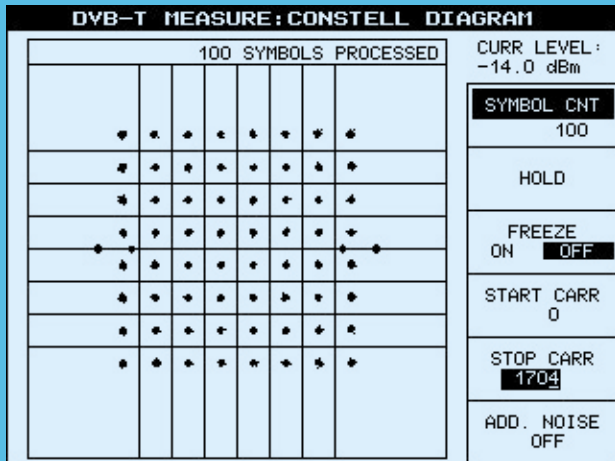 DVB-T MEASURE:CONSTELL DIAGRAM
100 SYMBOLS PROCESSED
CURR LEVEL:
-14.0 dBm
SYMBOL CNT
100
HOLD
FREEZE
ON OFF
START CARR
0
STOP CARR
1704
ADD. NOISE
OFF